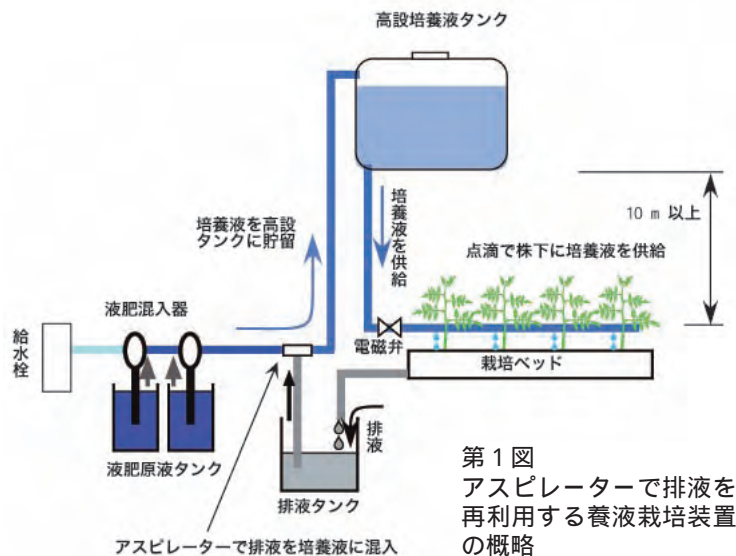 高設培養液タンク
培養液を高設
タンクに貯留
培養液を供給
10 m 以上
点滴で株下に培養液を供給
液肥混入器
給水栓
電磁弁
栽培ベッド
液肥原液タンク
排液
排液タンク
アスピレーターで排液を培養液に混入
第1図
アスピレーターで排液を
再利用する養液栽培装置
の概略